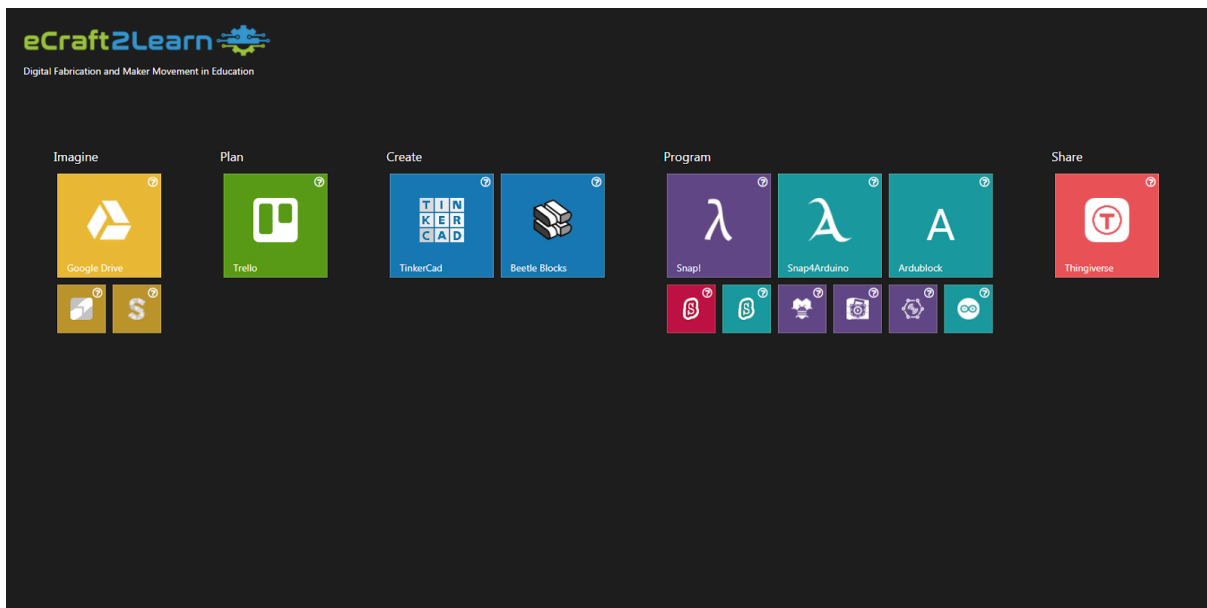 eCraft2Learn
Digital Fabrication and Maker Movement in Education
Imagine
Plan
Create
Program
Share
Google Drive
Trello
TIN
KER
CAD
TinkerCad
Beetle Blocks
λ
Snap!
Snap4Arduino
A
Ardublock
T
Thingiverse
S
S
S